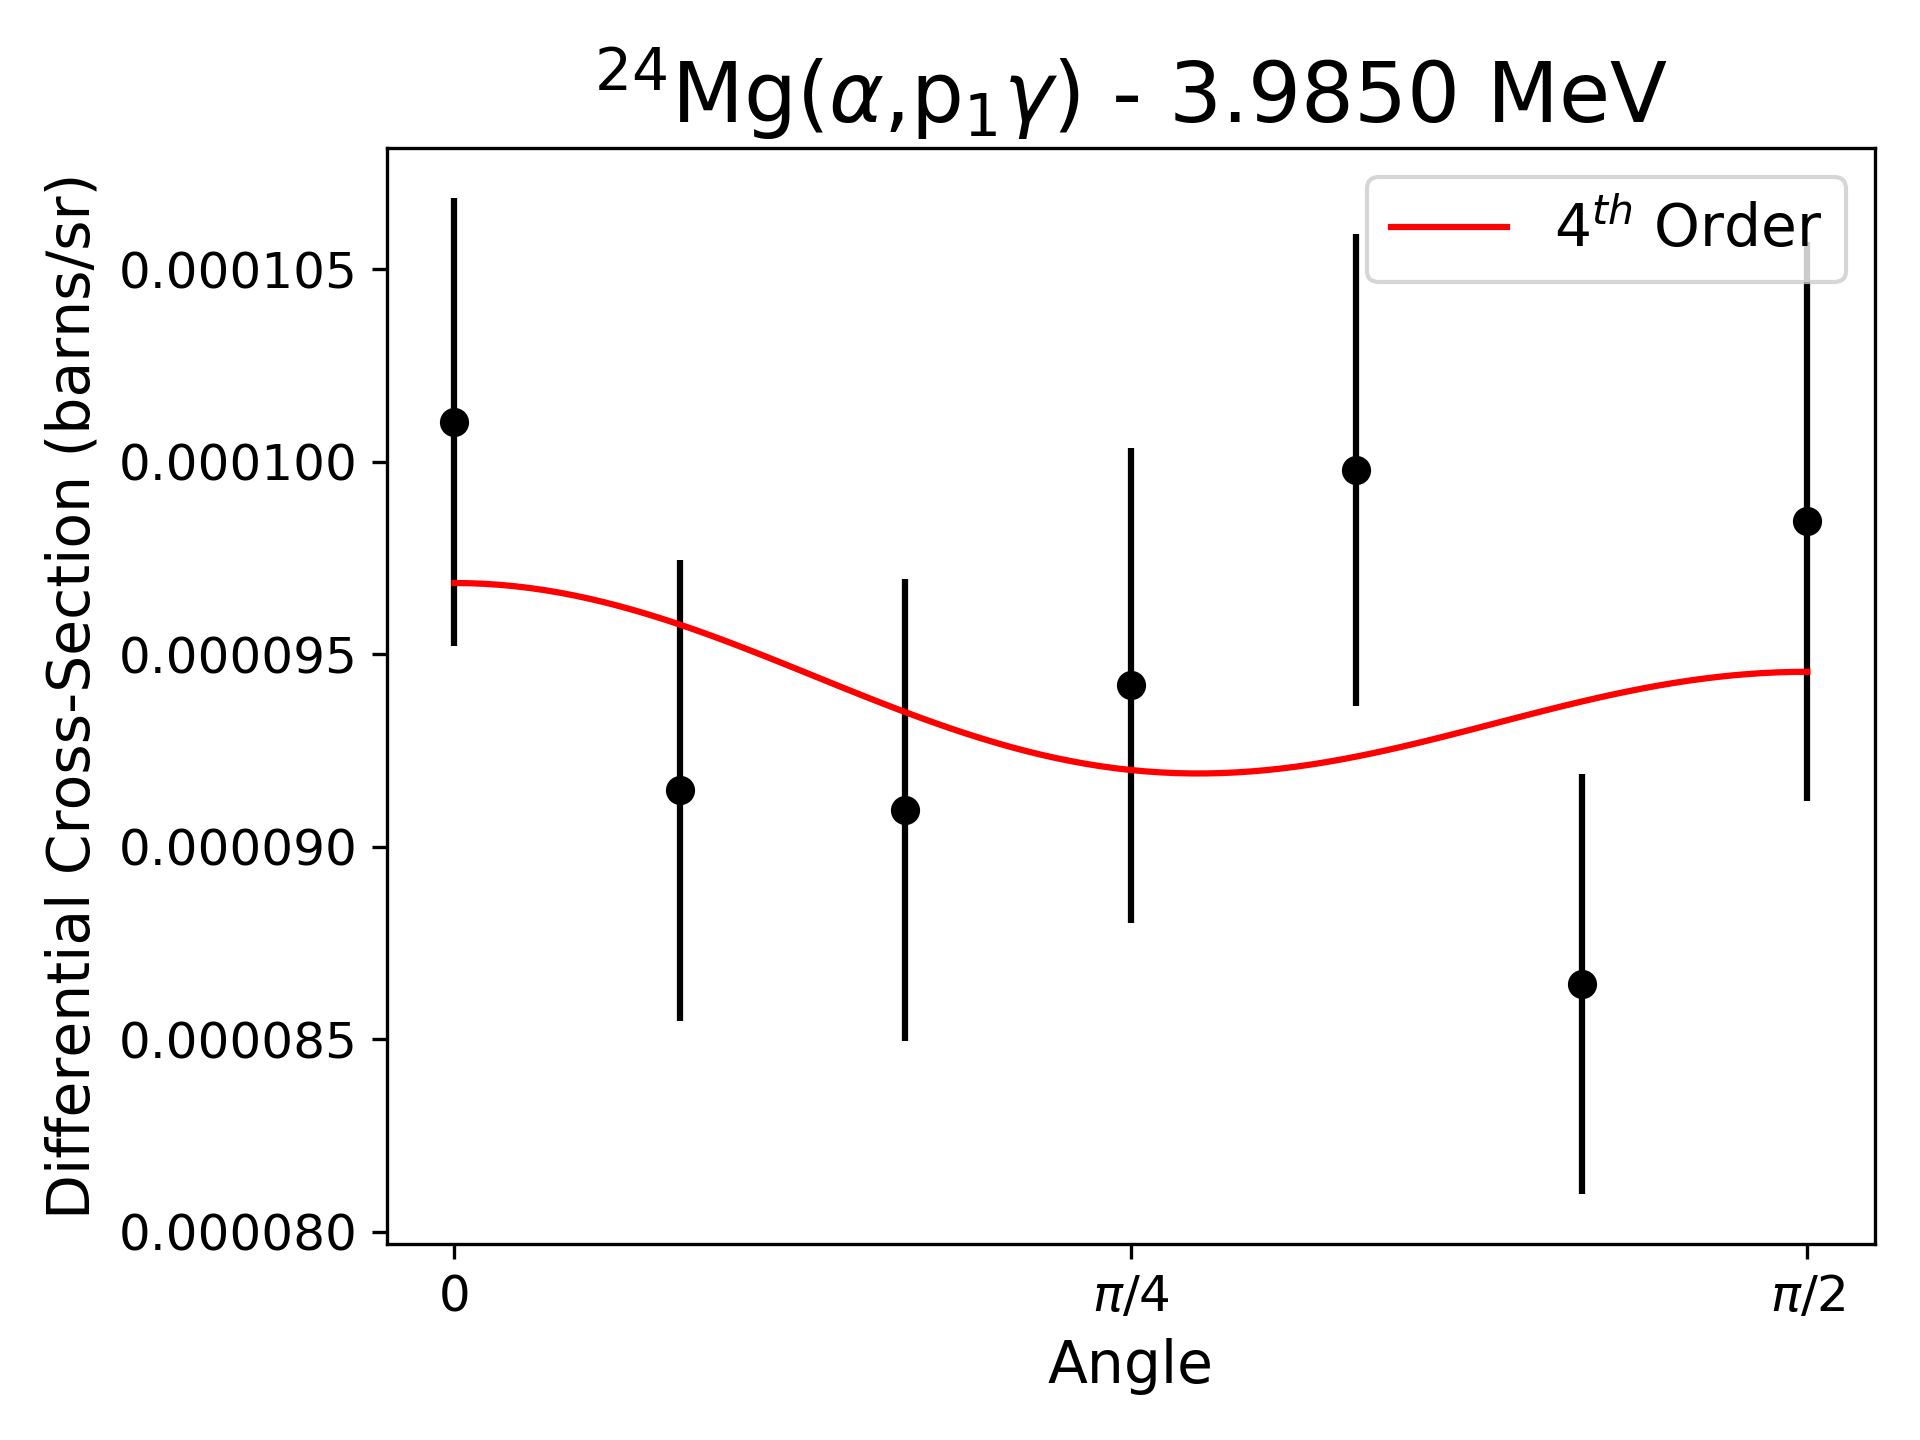 ²⁴Mg(α,p₁γ) - 3.9850 MeV
4ᵗʰ Order
Differential Cross-Section (barns/sr)
0.000105
0.000100
0.000095
0.000090
0.000085
0.000080
0
π/4
π/2
Angle